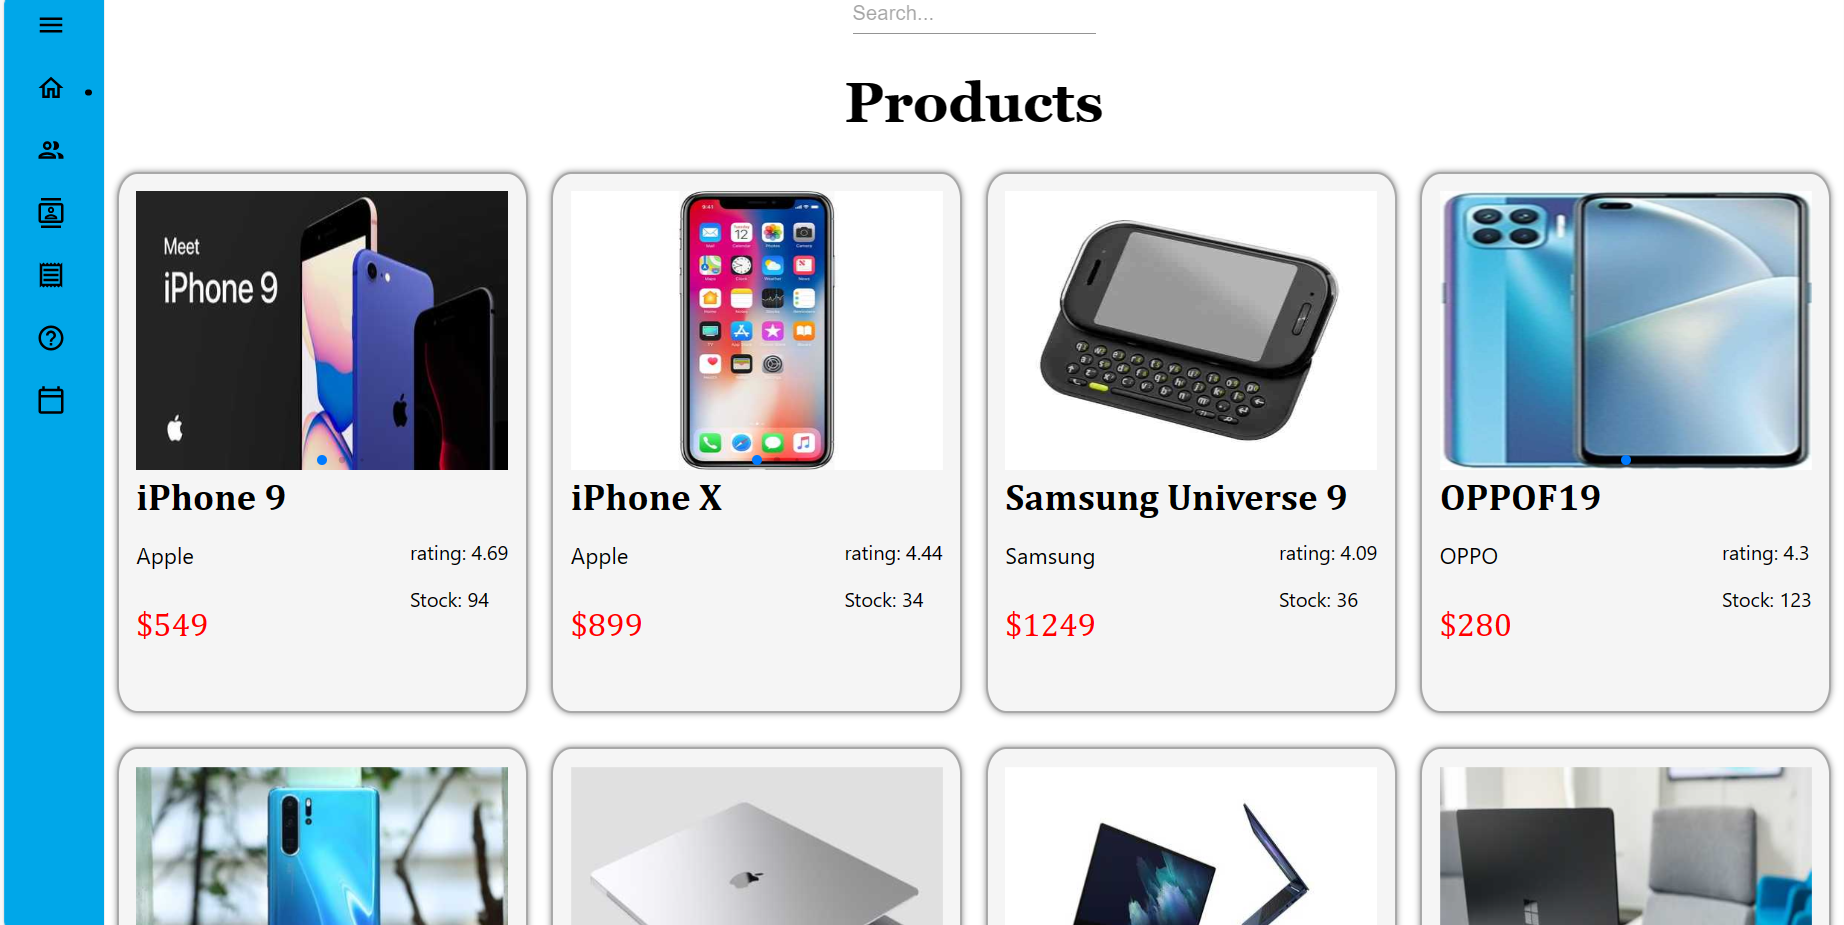 Search...
Products
Meet
iPhone 9
iPhone 9
Apple
rating: 4.69
Stock: 94
$549
iPhone X
Apple
rating: 4.44
Stock: 34
$899
Samsung Universe 9
Samsung
rating: 4.09
Stock: 36
$1249
OPPOF19
OPPO
rating: 4.3
Stock: 123
$280